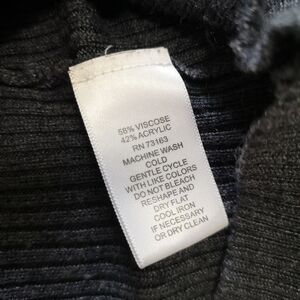 58% VISCOSE
42% ACRYLIC
RN 73163
MACHINE WASH
COLD
GENTLE CYCLE
WITH LIKE COLORS
DO NOT BLEACH
RESHAPE AND
DRY FLAT
COOL IRON
IF NECESSARY
OR DRY CLEAN